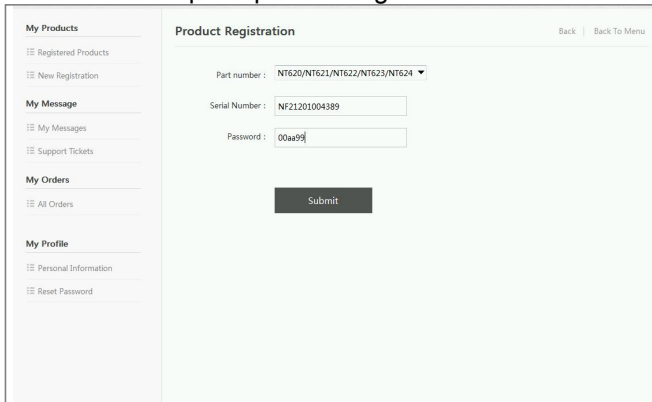 My Products
Registered Products
New Registration
My Message
My Messages
Support Tickets
My Orders
All Orders
My Profile
Personal Information
Reset Password
Product Registration
Back | Back To Menu
Part number : NT620/NT621/NT622/NT623/NT624
Serial Number : NF21201004389
Password : 00aa99
Submit